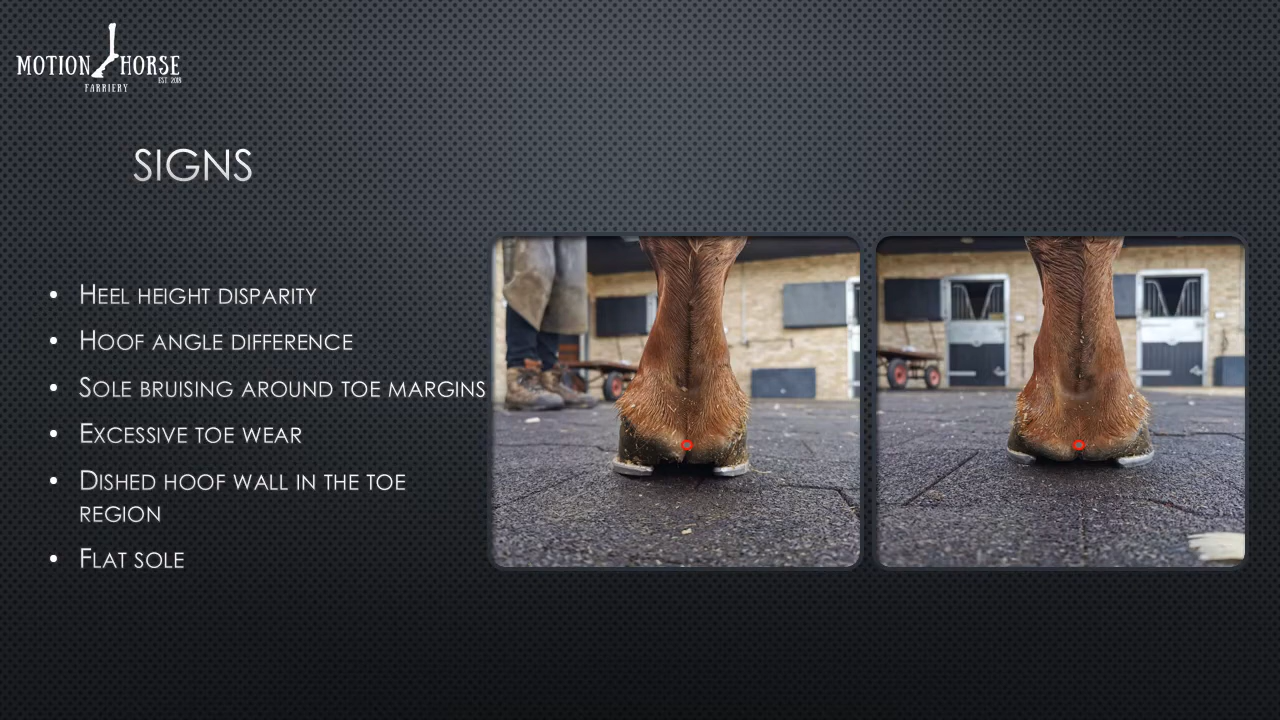 MOTION HORSE
EST. 2018
FARRIERY
SIGNS
• HEEL HEIGHT DISPARITY
• HOOF ANGLE DIFFERENCE
• SOLE BRUISING AROUND TOE MARGINS
• EXCESSIVE TOE WEAR
• DISHED HOOF WALL IN THE TOE
REGION
• FLAT SOLE